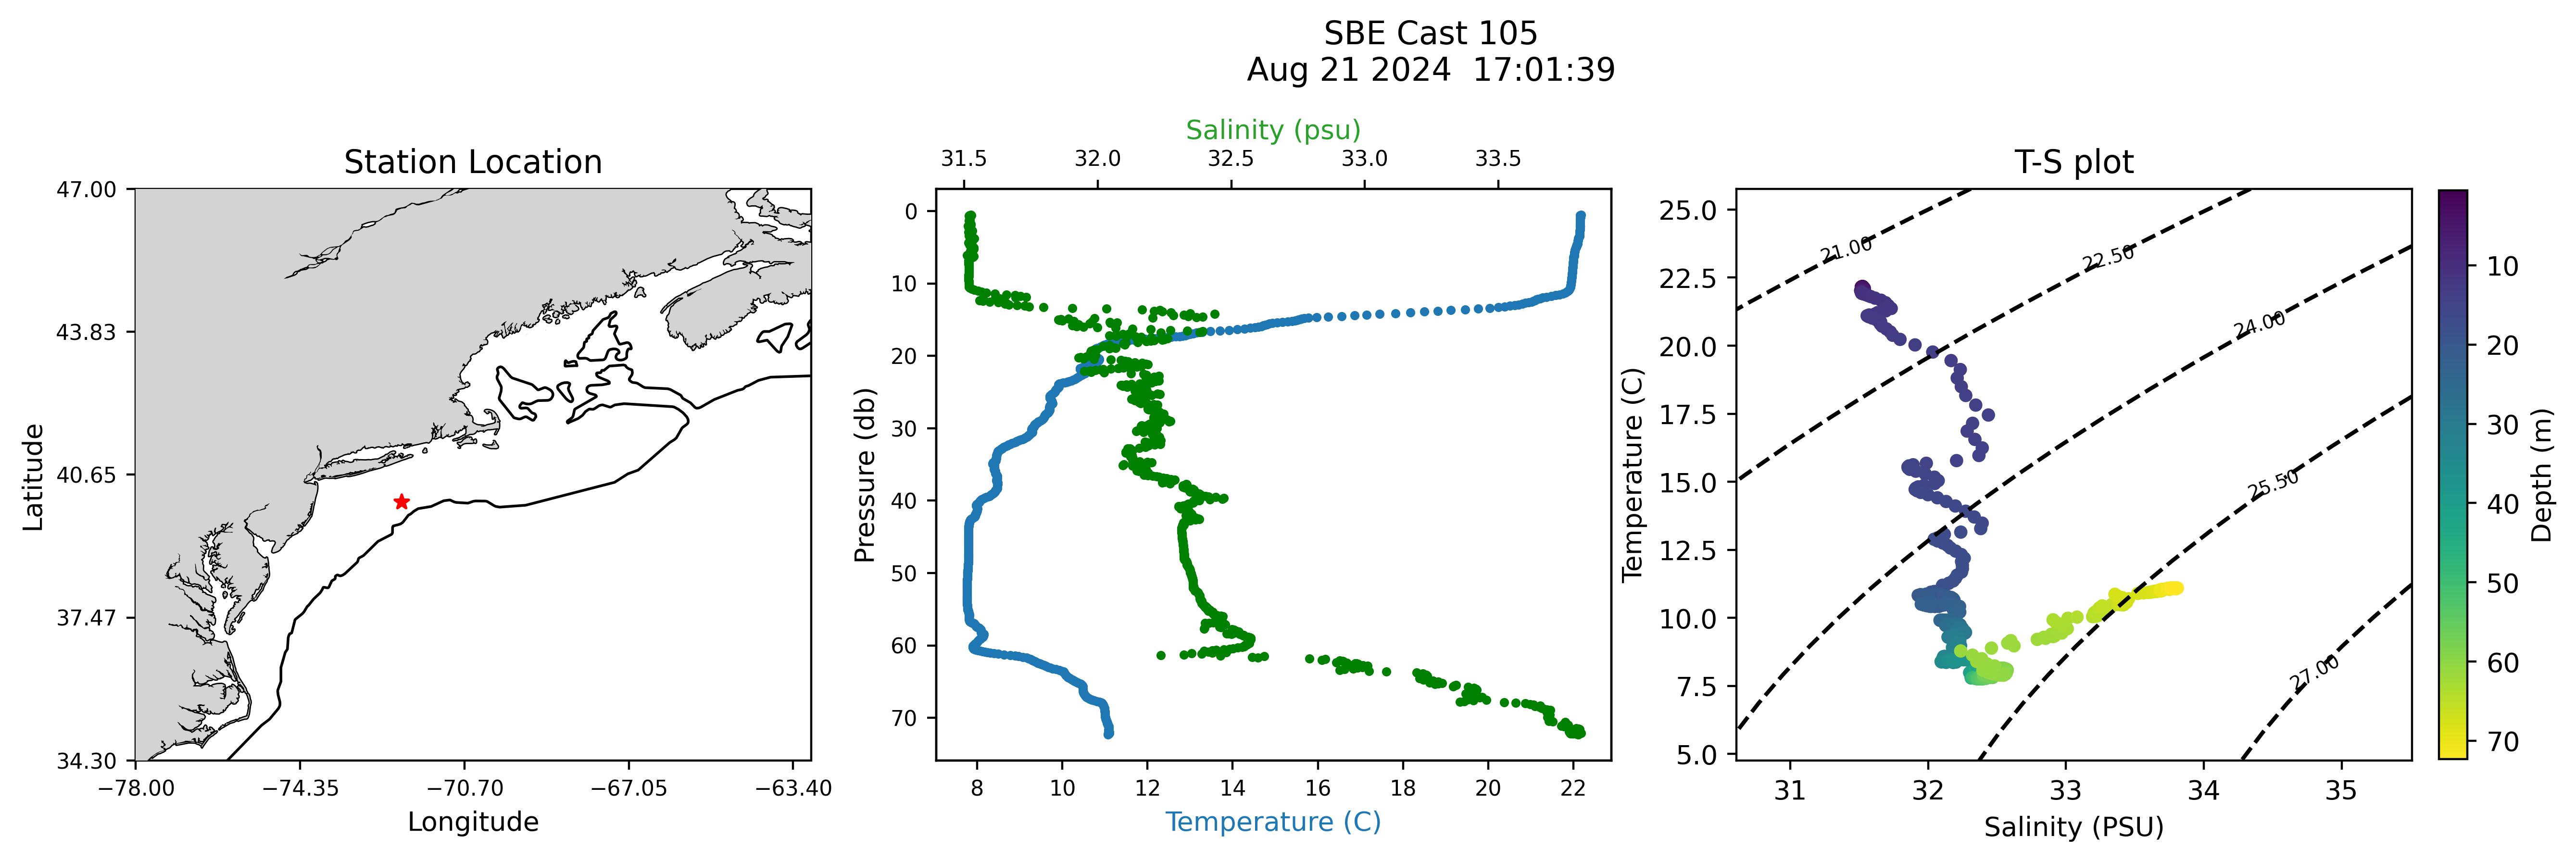 SBE Cast 105
Aug 21 2024  17:01:39
Station Location
47.00
43.83
40.65
37.47
34.30
Latitude
−78.00 −74.35 −70.70 −67.05 −63.40
Longitude
Salinity (psu)
31.5 32.0 32.5 33.0 33.5
0
10
20
30
40
50
60
70
Pressure (db)
8 10 12 14 16 18 20 22
Temperature (C)
T-S plot
25.0
22.5
20.0
17.5
15.0
12.5
10.0
7.5
5.0
Temperature (C)
21.00
22.50
24.00
25.50
27.00
31 32 33 34 35
Salinity (PSU)
10
20
30
40
50
60
70
Depth (m)